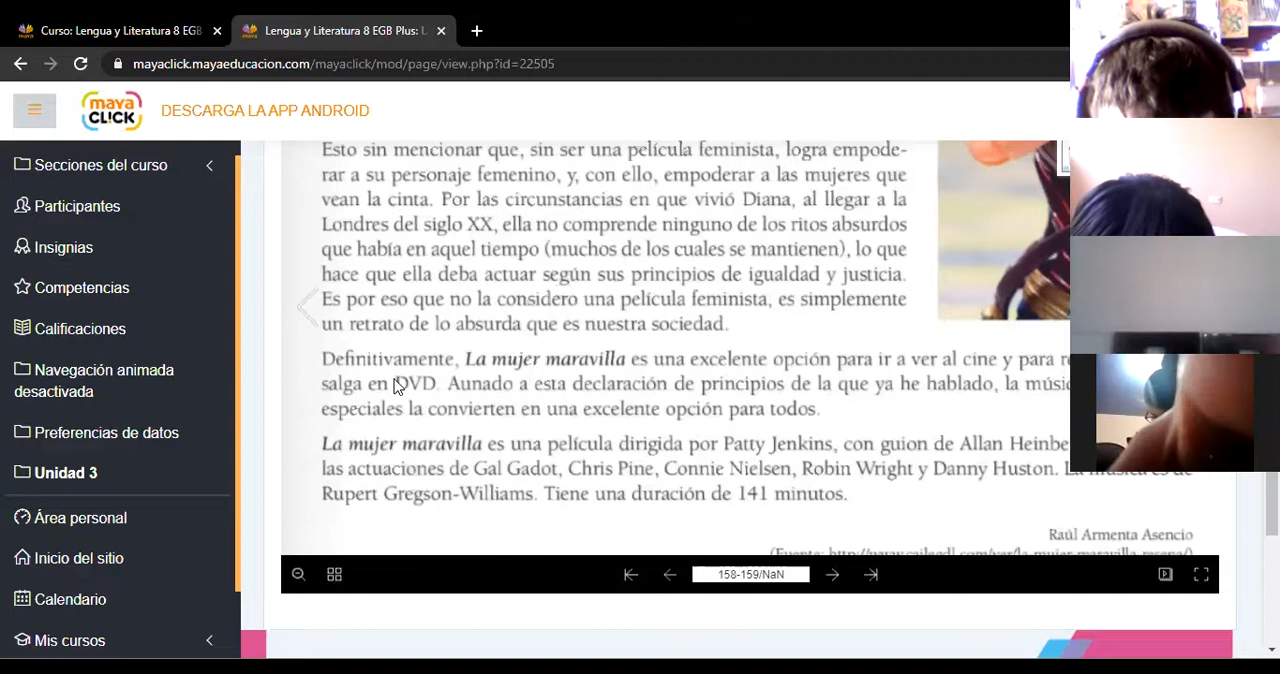 Curso: Lengua y Literatura 8 EGB
Lengua y Literatura 8 EGB Plus: L
mayaclick.mayaeducacion.com/mayaclick/mod/page/view.php?id=22505
maya CL!CK
DESCARGA LA APP ANDROID
Secciones del curso
Participantes
Insignias
Competencias
Calificaciones
Navegación animada
desactivada
Preferencias de datos
Unidad 3
Área personal
Inicio del sitio
Calendario
Mis cursos
Esto sin mencionar que, sin ser una película feminista, logra empode-
rar a su personaje femenino, y, con ello, empoderar a las mujeres que
vean la cinta. Por las circunstancias en que vivió Diana, al llegar a la
Londres del siglo XX, ella no comprende ninguno de los ritos absurdos
que había en aquel tiempo (muchos de los cuales se mantienen), lo que
hace que ella deba actuar según sus principios de igualdad y justicia.
Es por eso que no la considero una película feminista, es simplemente
un retrato de lo absurda que es nuestra sociedad.
Definitivamente, La mujer maravilla es una excelente opción para ir a ver al cine y para
salga en DVD. Aunado a esta declaración de principios de la que ya he hablado, la
especiales la convierten en una excelente opción para todos.
La mujer maravilla es una película dirigida por Patty Jenkins, con guion de Allan
las actuaciones de Gal Gadot, Chris Pine, Connie Nielsen, Robin Wright y Danny Huston. La música es de
Rupert Gregson-Williams. Tiene una duración de 141 minutos.
Raúl Armenta Asencio
158-159/NaN